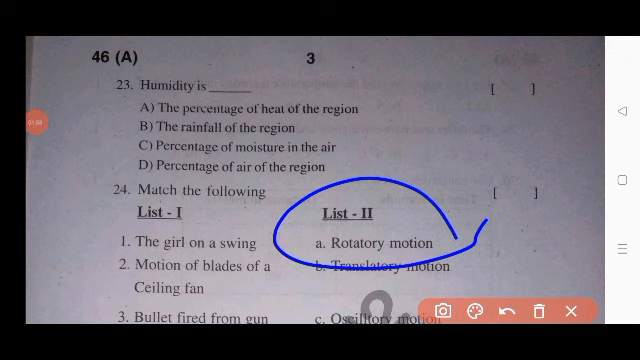 46 (A) 3
23. Humidity is ______ [ ]
A) The percentage of heat of the region
B) The rainfall of the region
C) Percentage of moisture in the air
D) Percentage of air of the region
24. Match the following [ ]
List - I List - II
1. The girl on a swing a. Rotatory motion
2. Motion of blades of a b. Translatory motion
Ceiling fan
3. Bullet fired from gun c. Oscilltory motion
01:58